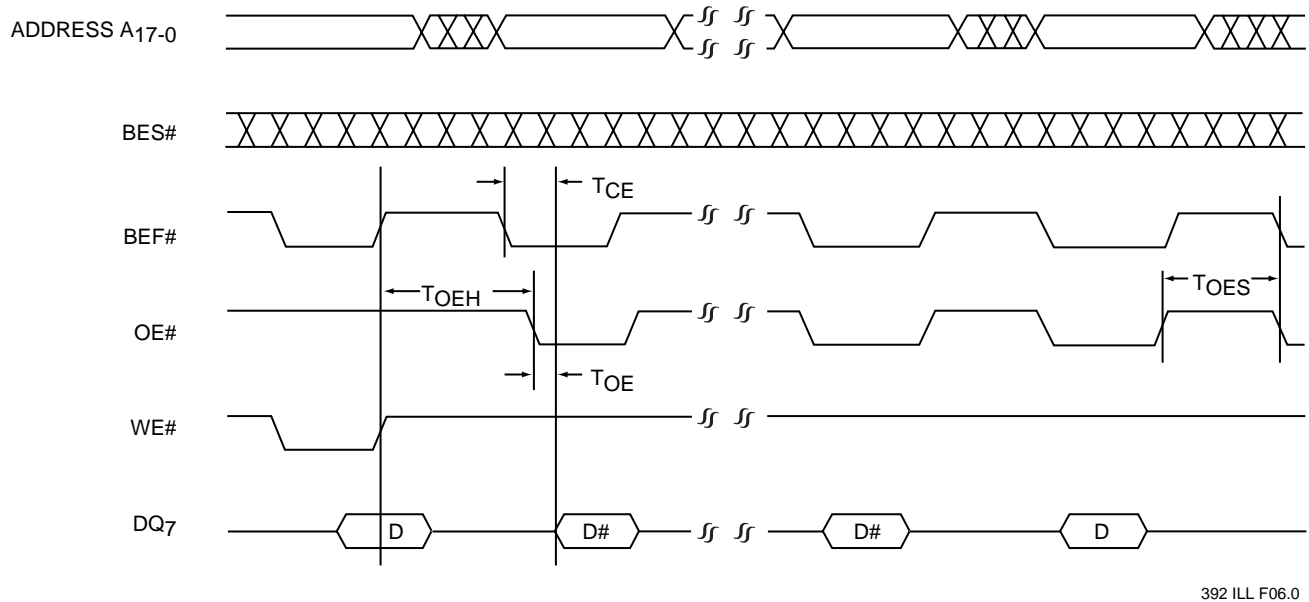 ADDRESS A17-0
BES#
TCE
BEF#
TOEH
TOES
OE#
TOE
WE#
DQ7
D
D#
D#
D
392 ILL F06.0